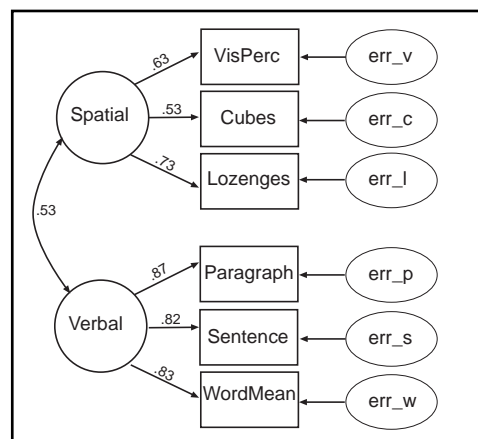 .63
VisPerc
err_v
Spatial
.53
Cubes
err_c
.73
Lozenges
err_l
.53
.87
Paragraph
err_p
Verbal
.82
Sentence
err_s
.83
WordMean
err_w